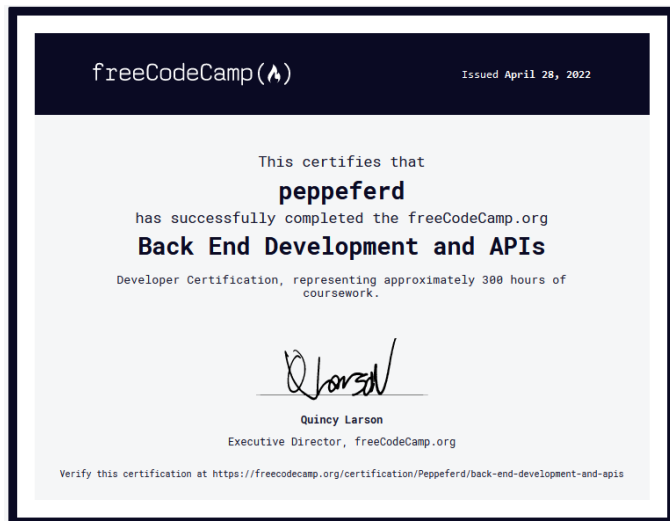 freeCodeCamp(🔥)
Issued April 28, 2022
This certifies that
peppeferd
has successfully completed the freeCodeCamp.org
Back End Development and APIs
Developer Certification, representing approximately 300 hours of
coursework.
Q Larson
Quincy Larson
Executive Director, freeCodeCamp.org
Verify this certification at https://freecodecamp.org/certification/Peppeferd/back-end-development-and-apis